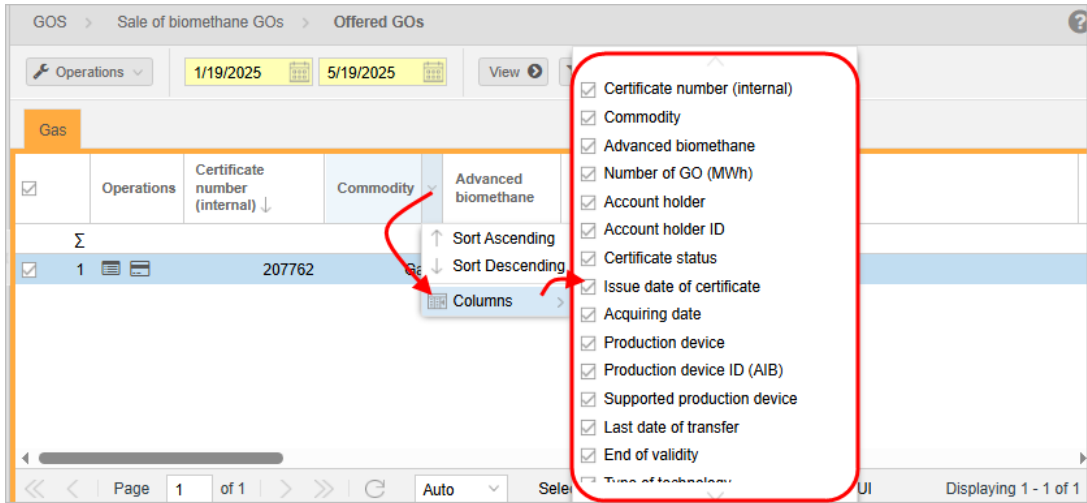 GOS > Sale of biomethane GOs > Offered GOs
Operations 1/19/2025 5/19/2025 View
Gas
Operations
Certificate number (internal) ↓
Commodity
Advanced biomethane
Σ
1 207762
↑ Sort Ascending
↓ Sort Descending
Columns >
Certificate number (internal)
Commodity
Advanced biomethane
Number of GO (MWh)
Account holder
Account holder ID
Certificate status
Issue date of certificate
Acquiring date
Production device
Production device ID (AIB)
Supported production device
Last date of transfer
End of validity
Type of technology
Page 1 of 1 Auto Displaying 1 - 1 of 1